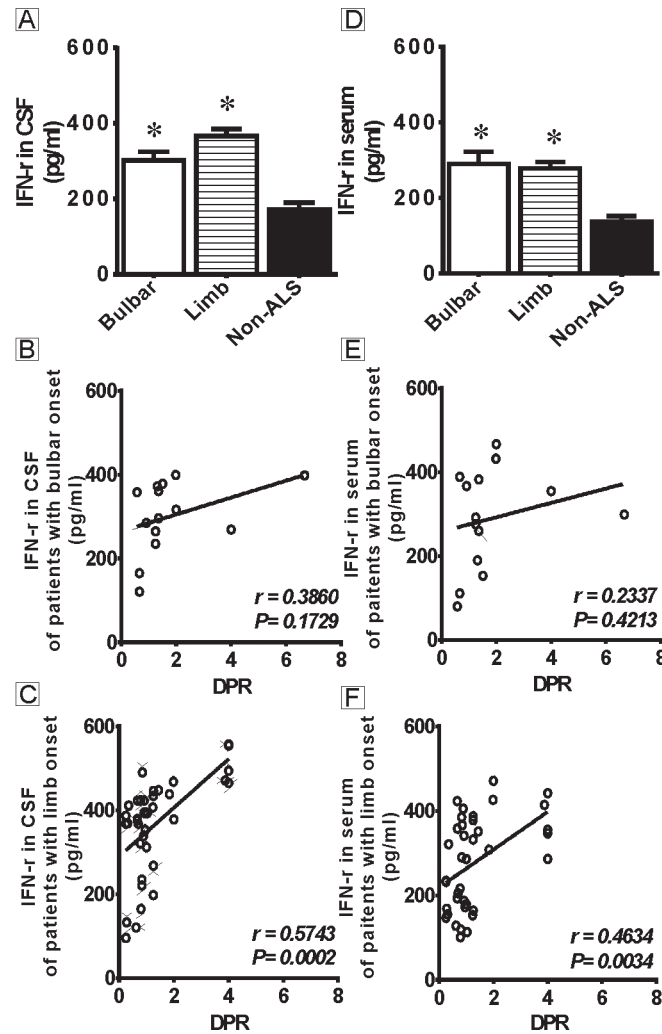 A
IFN-r in CSF
(pg/ml)
600
400
200
0
*
*
Bulbar
Limb
Non-ALS
D
IFN-r in serum
(pg/ml)
600
400
200
0
*
*
Bulbar
Limb
Non-ALS
B
IFN-r in CSF
of patients with bulbar onset
(pg/ml)
600
400
200
0
r = 0.3860
P= 0.1729
0 2 4 6 8
DPR
E
IFN-r in serum
of paitents with bulbar onset
(pg/ml)
600
400
200
0
r = 0.2337
P= 0.4213
0 2 4 6 8
DPR
C
IFN-r in CSF
of patients with limb onset
(pg/ml)
600
400
200
0
r = 0.5743
P= 0.0002
0 2 4 6 8
DPR
F
IFN-r in serum
of paitents with limb onset
(pg/ml)
600
400
200
0
r = 0.4634
P= 0.0034
0 2 4 6 8
DPR